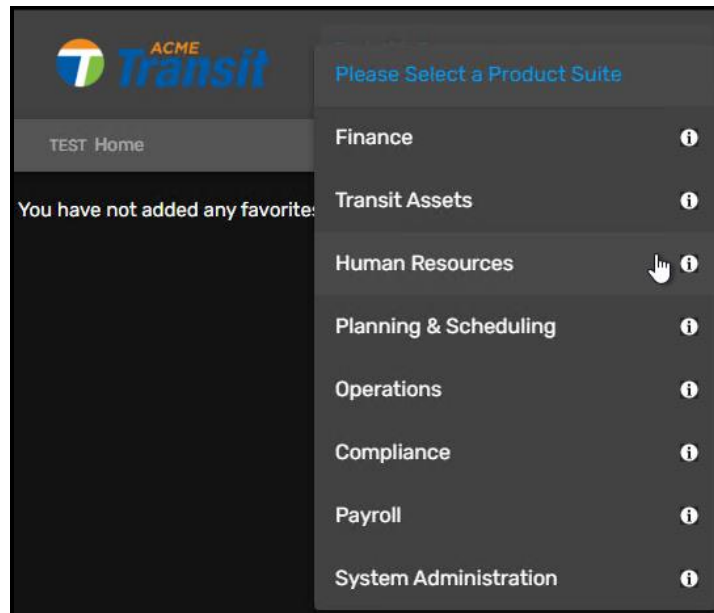 ACME
Transit
Please Select a Product Suite
TEST Home
Finance
You have not added any favorites
Transit Assets
Human Resources
Planning & Scheduling
Operations
Compliance
Payroll
System Administration